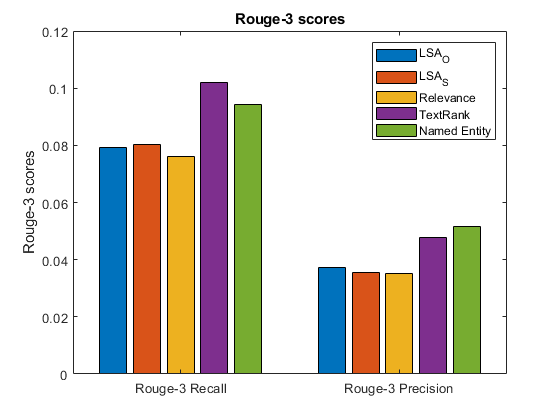 Rouge-3 scores
0.12
0.1
0.08
0.06
0.04
0.02
0
Rouge-3 scores
LSA_O
LSA_S
Relevance
TextRank
Named Entity
Rouge-3 Recall
Rouge-3 Precision